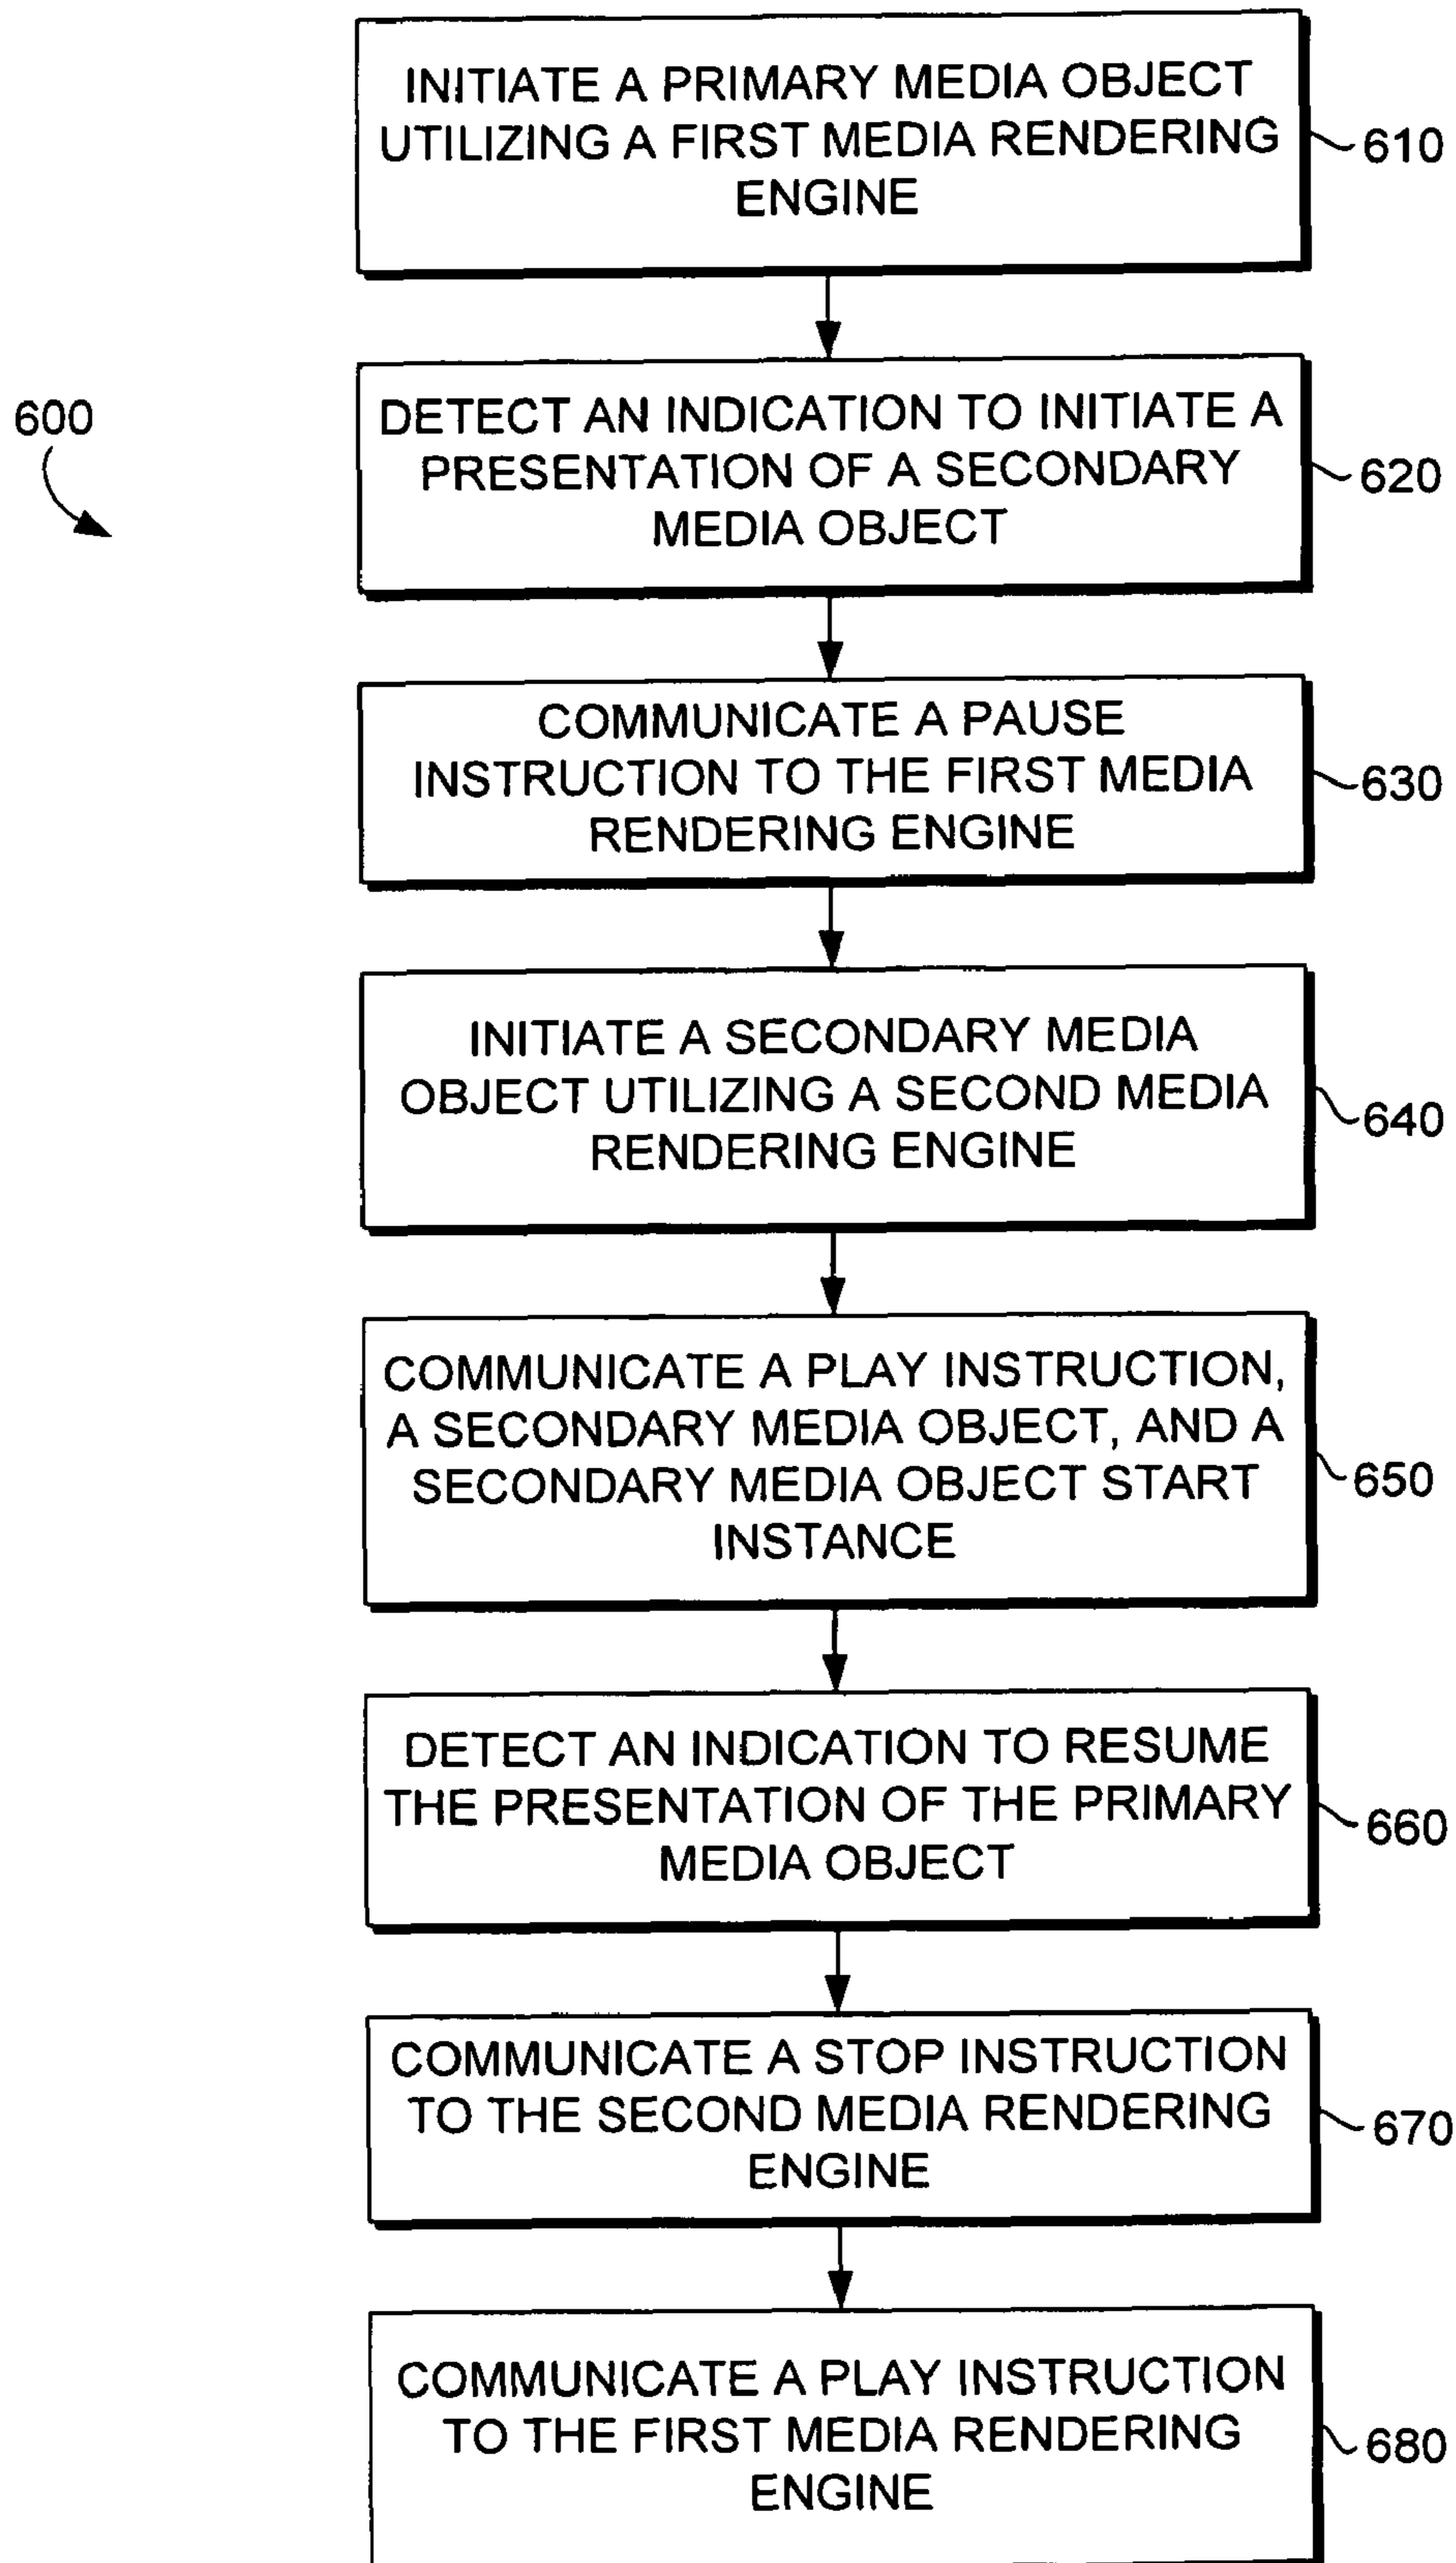 INITIATE A PRIMARY MEDIA OBJECT
UTILIZING A FIRST MEDIA RENDERING
ENGINE
610
600
DETECT AN INDICATION TO INITIATE A
PRESENTATION OF A SECONDARY
MEDIA OBJECT
620
COMMUNICATE A PAUSE
INSTRUCTION TO THE FIRST MEDIA
RENDERING ENGINE
630
INITIATE A SECONDARY MEDIA
OBJECT UTILIZING A SECOND MEDIA
RENDERING ENGINE
640
COMMUNICATE A PLAY INSTRUCTION,
A SECONDARY MEDIA OBJECT, AND A
SECONDARY MEDIA OBJECT START
INSTANCE
650
DETECT AN INDICATION TO RESUME
THE PRESENTATION OF THE PRIMARY
MEDIA OBJECT
660
COMMUNICATE A STOP INSTRUCTION
TO THE SECOND MEDIA RENDERING
ENGINE
670
COMMUNICATE A PLAY INSTRUCTION
TO THE FIRST MEDIA RENDERING
ENGINE
680